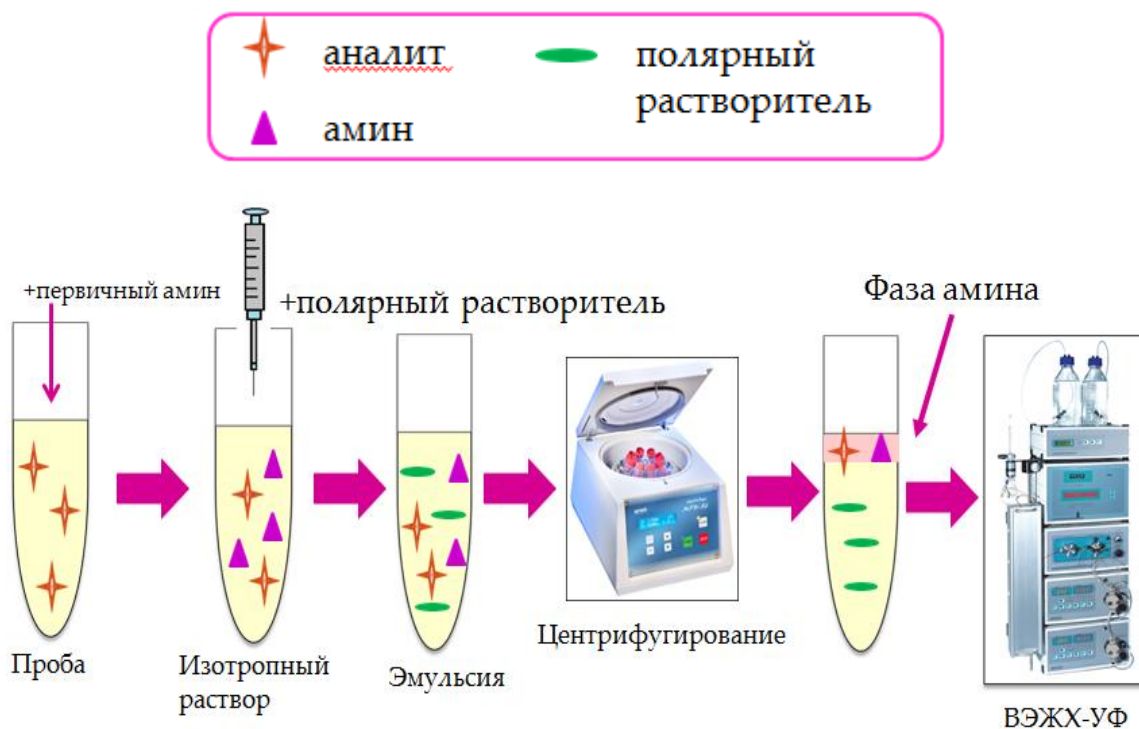 аналит
амин
полярный
растворитель
+первичный амин
+полярный растворитель
Фаза амина
Проба
Изотропный
раствор
Эмульсия
Центрифугирование
ВЭЖХ-УФ